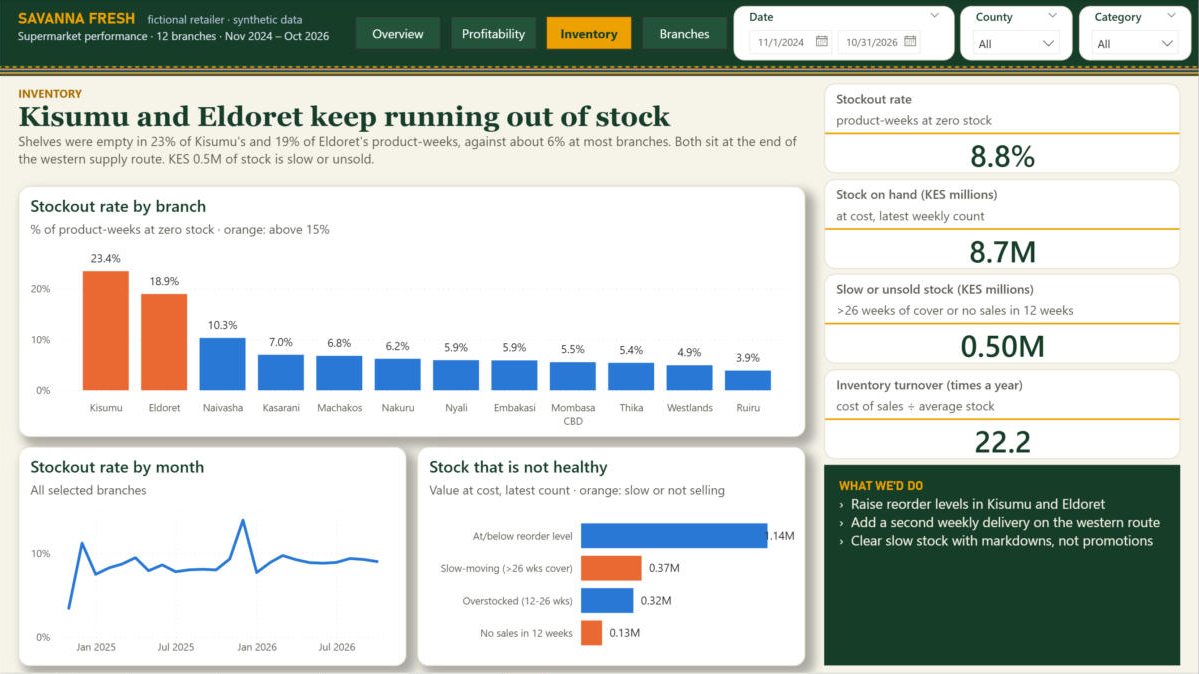 SAVANNA FRESH fictional retailer · synthetic data
Supermarket performance · 12 branches · Nov 2024 – Oct 2026
Overview
Profitability
Inventory
Branches
Date
11/1/2024
10/31/2026
County
All
Category
All
INVENTORY
Kisumu and Eldoret keep running out of stock
Shelves were empty in 23% of Kisumu's and 19% of Eldoret's product-weeks, against about 6% at most branches. Both sit at the end of
the western supply route. KES 0.5M of stock is slow or unsold.
Stockout rate by branch
% of product-weeks at zero stock · orange: above 15%
20%
10%
0%
23.4%
18.9%
10.3%
7.0%
6.8%
6.2%
5.9%
5.9%
5.5%
5.4%
4.9%
3.9%
Kisumu
Eldoret
Naivasha
Kasarani
Machakos
Nakuru
Nyali
Embakasi
Mombasa
CBD
Thika
Westlands
Ruiru
Stockout rate by month
All selected branches
10%
0%
Jan 2025
Jul 2025
Jan 2026
Jul 2026
Stock that is not healthy
Value at cost, latest count · orange: slow or not selling
At/below reorder level 1.14M
Slow-moving (>26 wks cover) 0.37M
Overstocked (12-26 wks) 0.32M
No sales in 12 weeks 0.13M
Stockout rate
product-weeks at zero stock
8.8%
Stock on hand (KES millions)
at cost, latest weekly count
8.7M
Slow or unsold stock (KES millions)
>26 weeks of cover or no sales in 12 weeks
0.50M
Inventory turnover (times a year)
cost of sales ÷ average stock
22.2
WHAT WE'D DO
› Raise reorder levels in Kisumu and Eldoret
› Add a second weekly delivery on the western route
› Clear slow stock with markdowns, not promotions